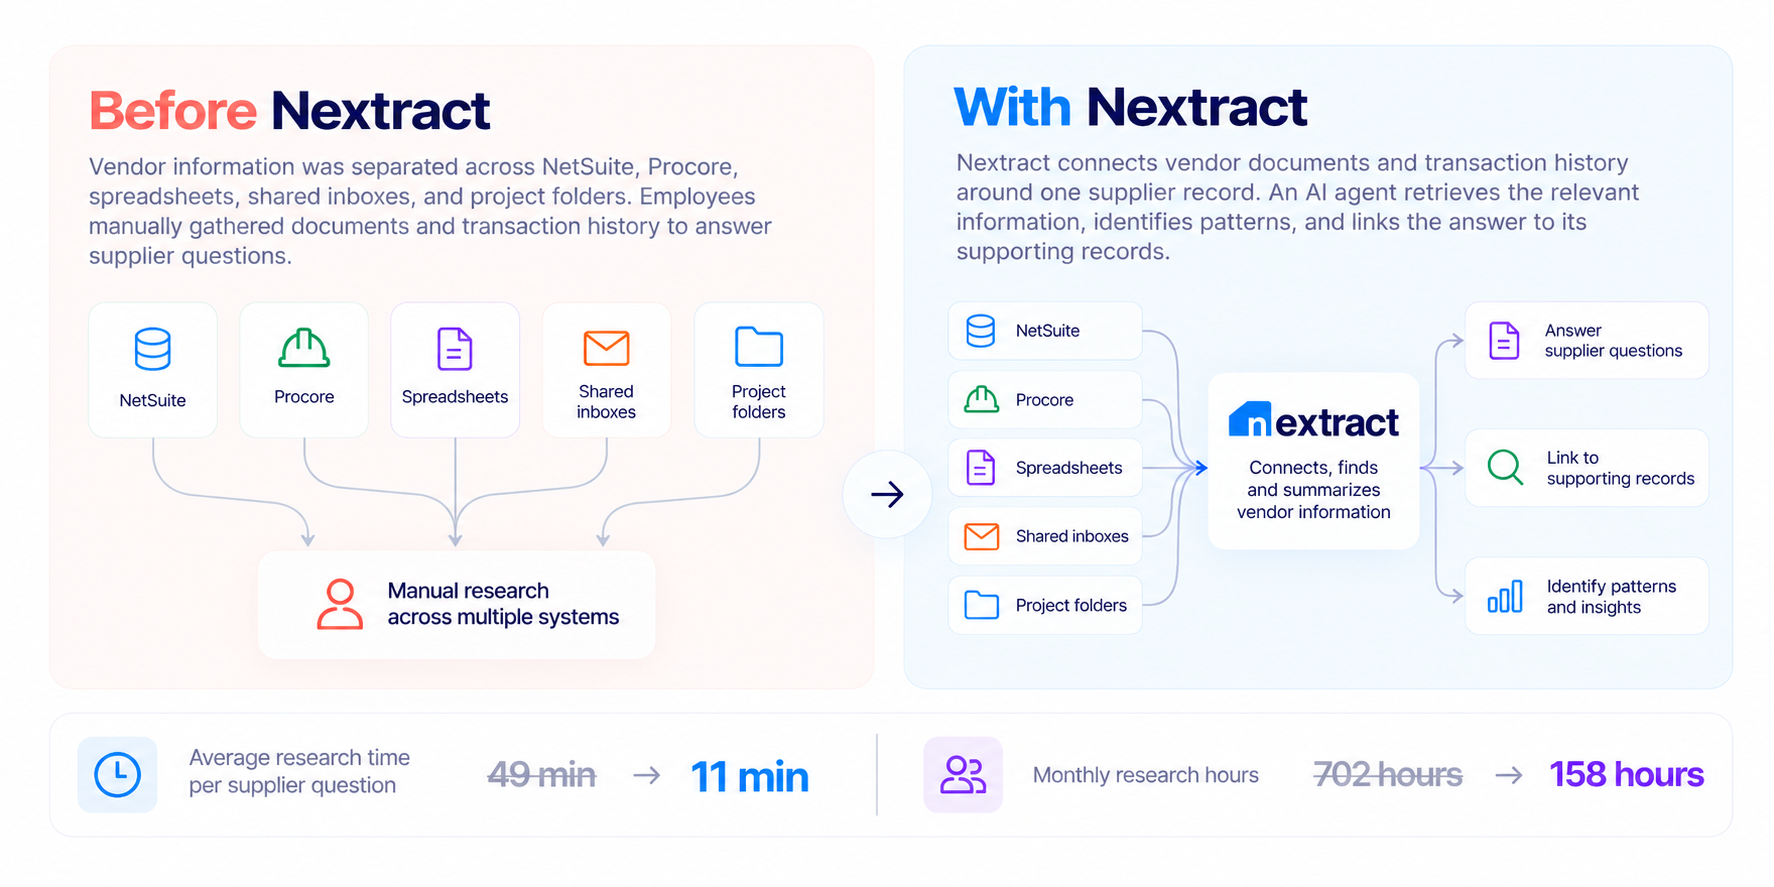 Before Nextract
Vendor information was separated across NetSuite, Procore,
spreadsheets, shared inboxes, and project folders. Employees
manually gathered documents and transaction history to answer
supplier questions.
NetSuite
Procore
Spreadsheets
Shared
inboxes
Project
folders
Manual research
across multiple systems
With Nextract
Nextract connects vendor documents and transaction history
around one supplier record. An AI agent retrieves the relevant
information, identifies patterns, and links the answer to its
supporting records.
NetSuite
Procore
Spreadsheets
Shared inboxes
Project folders
nextract
Connects, finds
and summarizes
vendor information
Answer
supplier questions
Link to
supporting records
Identify patterns
and insights
Average research time
per supplier question
49 min
11 min
Monthly research hours
702 hours
158 hours